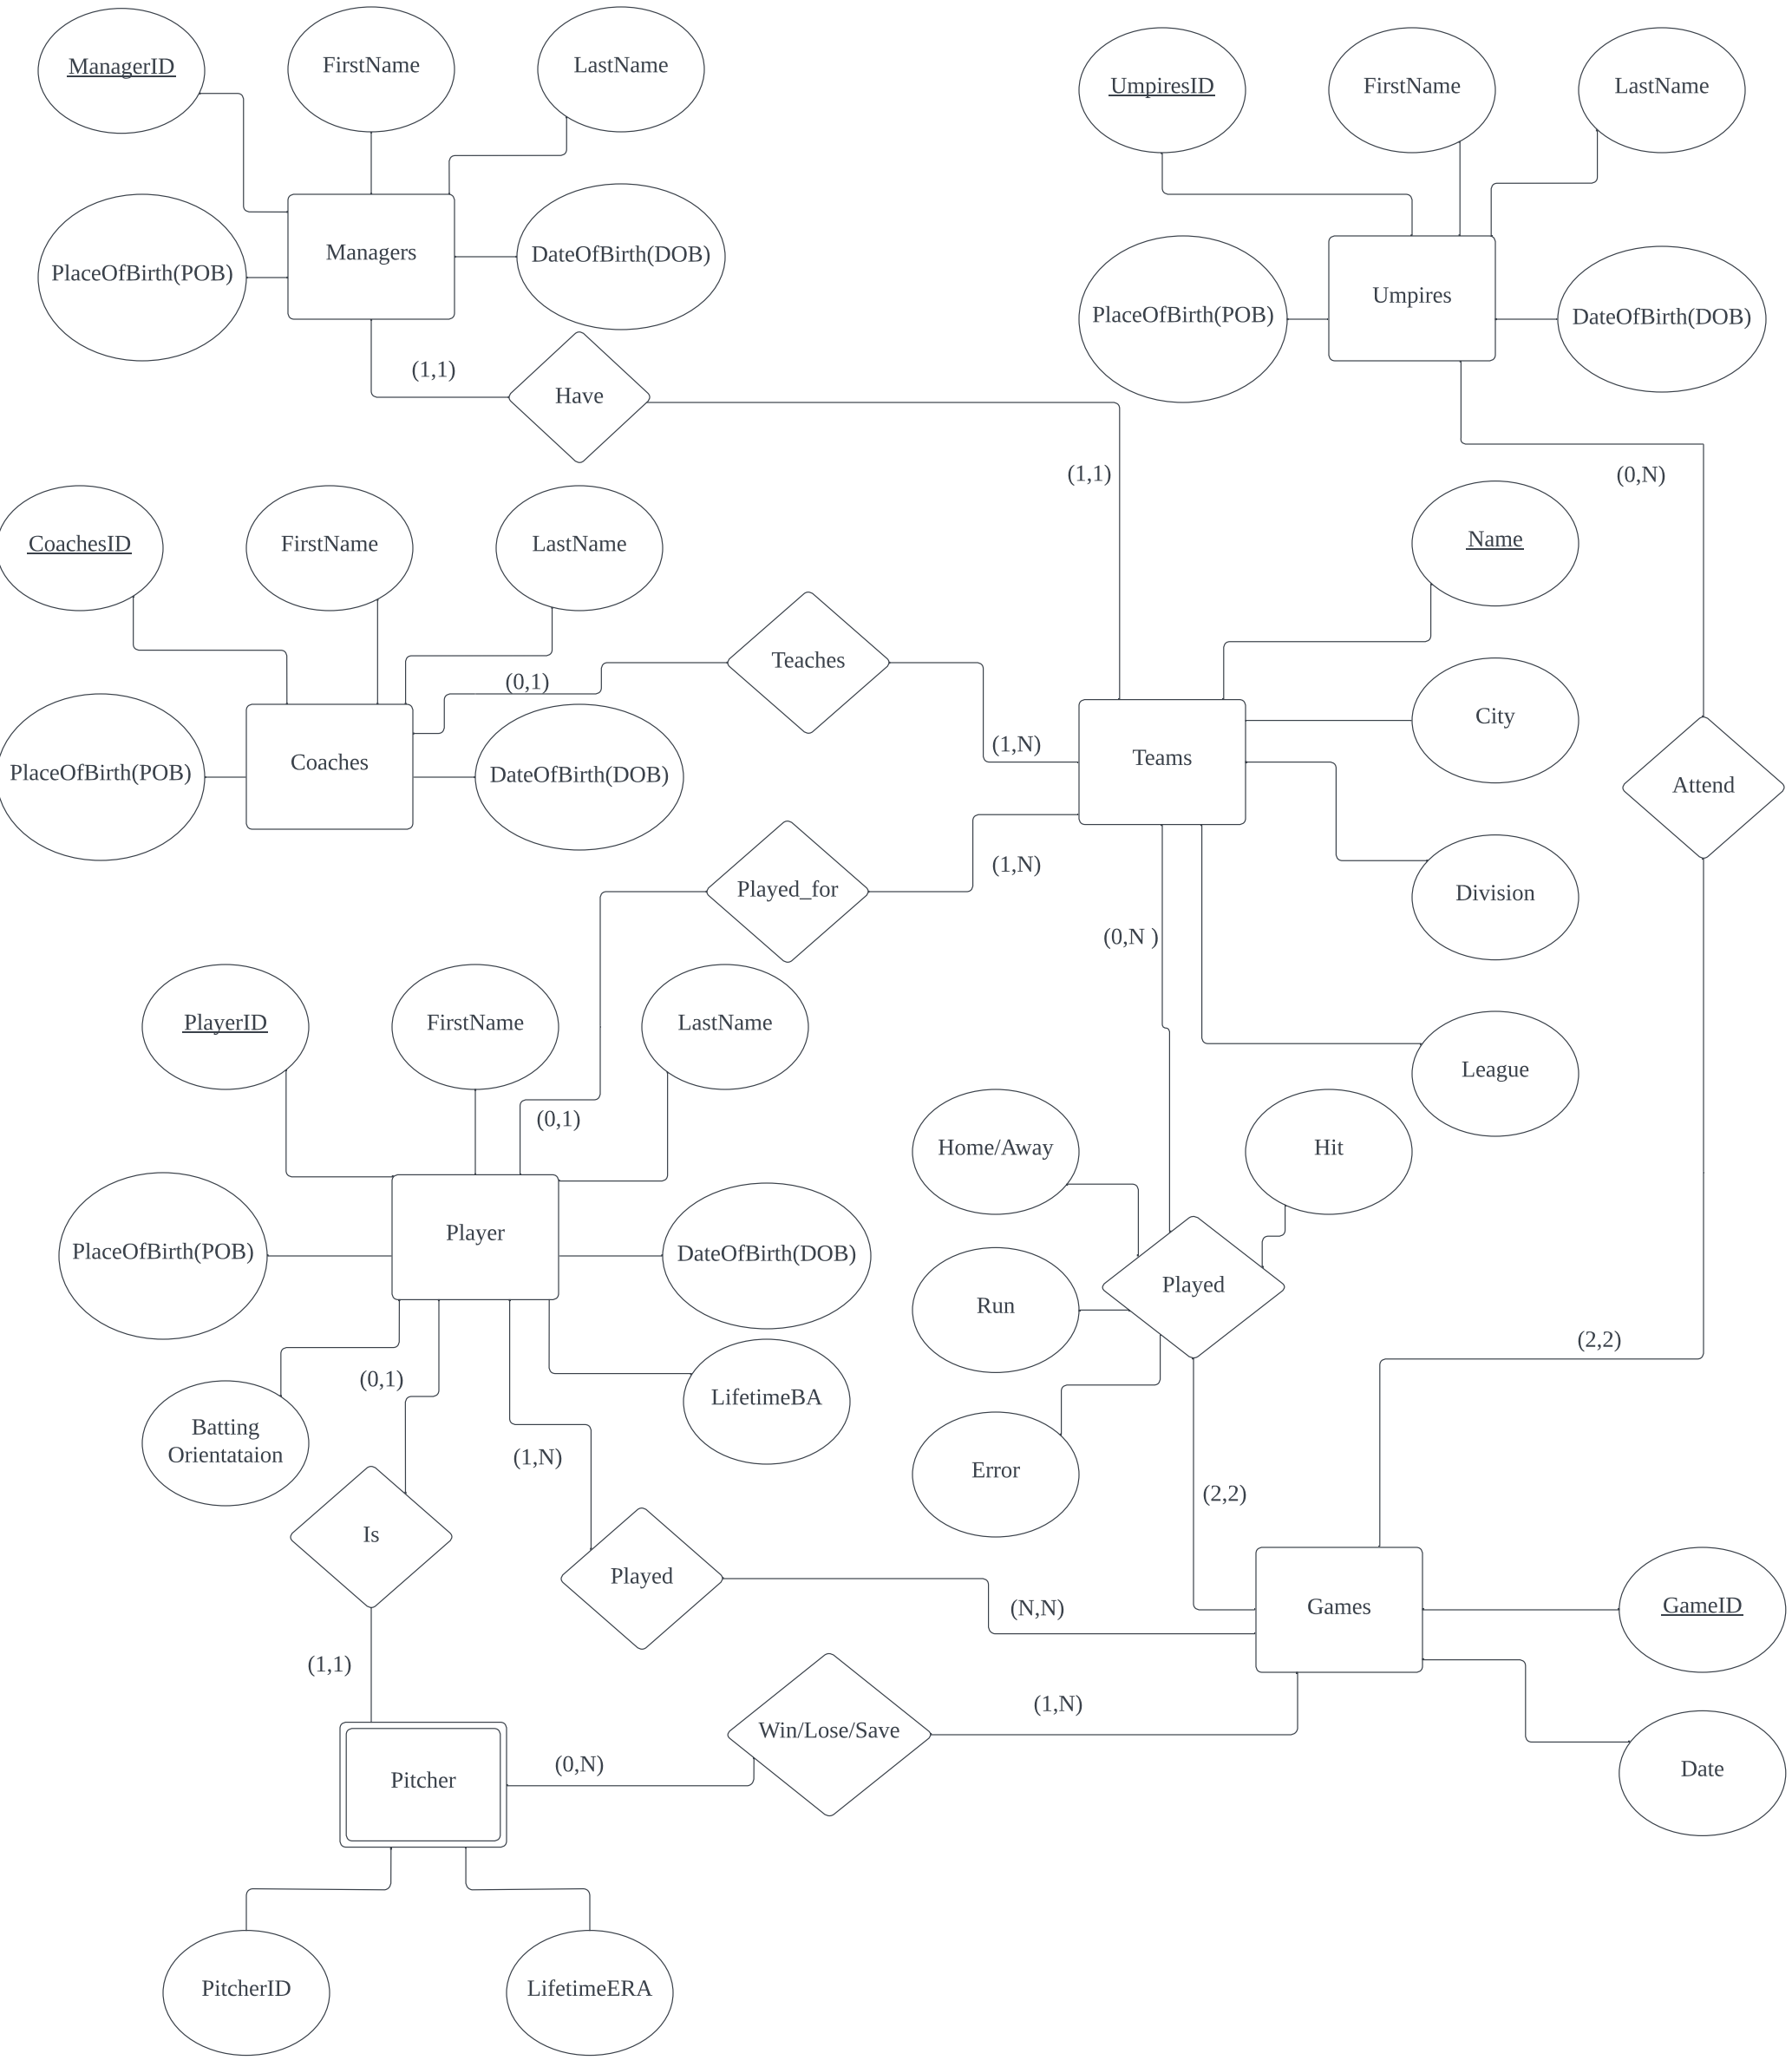 ManagerID
FirstName
LastName
UmpiresID
FirstName
LastName
PlaceOfBirth(POB)
Managers
DateOfBirth(DOB)
PlaceOfBirth(POB)
Umpires
DateOfBirth(DOB)
(1,1)
Have
(1,1)
(0,N)
CoachesID
FirstName
LastName
Name
Teaches
(0,1)
City
(1,N)
PlaceOfBirth(POB)
Coaches
DateOfBirth(DOB)
Teams
Attend
(1,N)
Played_for
Division
(0,N )
PlayerID
FirstName
LastName
League
(0,1)
Home/Away
Hit
PlaceOfBirth(POB)
Player
DateOfBirth(DOB)
Played
Run
(2,2)
(0,1)
LifetimeBA
Batting
Orientataion
(1,N)
Error
(2,2)
Is
Played
(N,N)
Games
GameID
(1,1)
(1,N)
Win/Lose/Save
(0,N)
Pitcher
Date
PitcherID
LifetimeERA